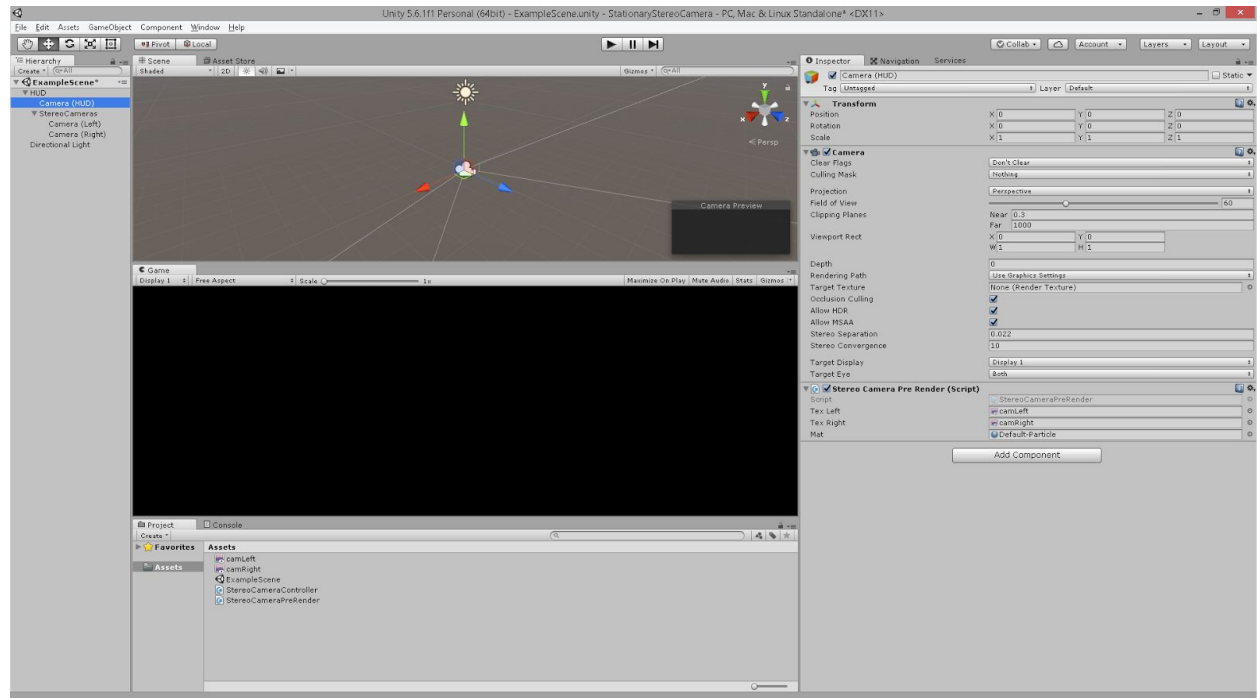 Unity 5.6.1f1 Personal (64bit) - ExampleScene.unity - StationaryStereoCamera - PC, Mac & Linux Standalone* <DX11>
File Edit Assets GameObject Component Window Help
Pivot Local Collab Account Layers Layout
Hierarchy
Create All
ExampleScene*
HUD
Camera (HUD)
StereoCameras
Camera (Left)
Camera (Right)
Directional Light
Scene Asset Store
Shaded 2D Gizmos All
y
x z
Persp
Camera Preview
Game
Display 1 Free Aspect Scale 1x Maximize On Play Mute Audio Stats Gizmos
Project Console
Create
Favorites
Assets
Assets
camLeft
camRight
ExampleScene
StereoCameraController
StereoCameraPreRender
Inspector Navigation Services
Camera (HUD) Static
Tag Untagged Layer Default
Transform
Position X 0 Y 0 Z 0
Rotation X 0 Y 0 Z 0
Scale X 1 Y 1 Z 1
Camera
Clear Flags Don't Clear
Culling Mask Nothing
Projection Perspective
Field of View 60
Clipping Planes Near 0.3
Far 1000
Viewport Rect X 0 Y 0
W 1 H 1
Depth 0
Rendering Path Use Graphics Settings
Target Texture None (Render Texture)
Occlusion Culling
Allow HDR
Allow MSAA
Stereo Separation 0.022
Stereo Convergence 10
Target Display Display 1
Target Eye Both
Stereo Camera Pre Render (Script)
Script StereoCameraPreRender
Tex Left camLeft
Tex Right camRight
Mat Default-Particle
Add Component